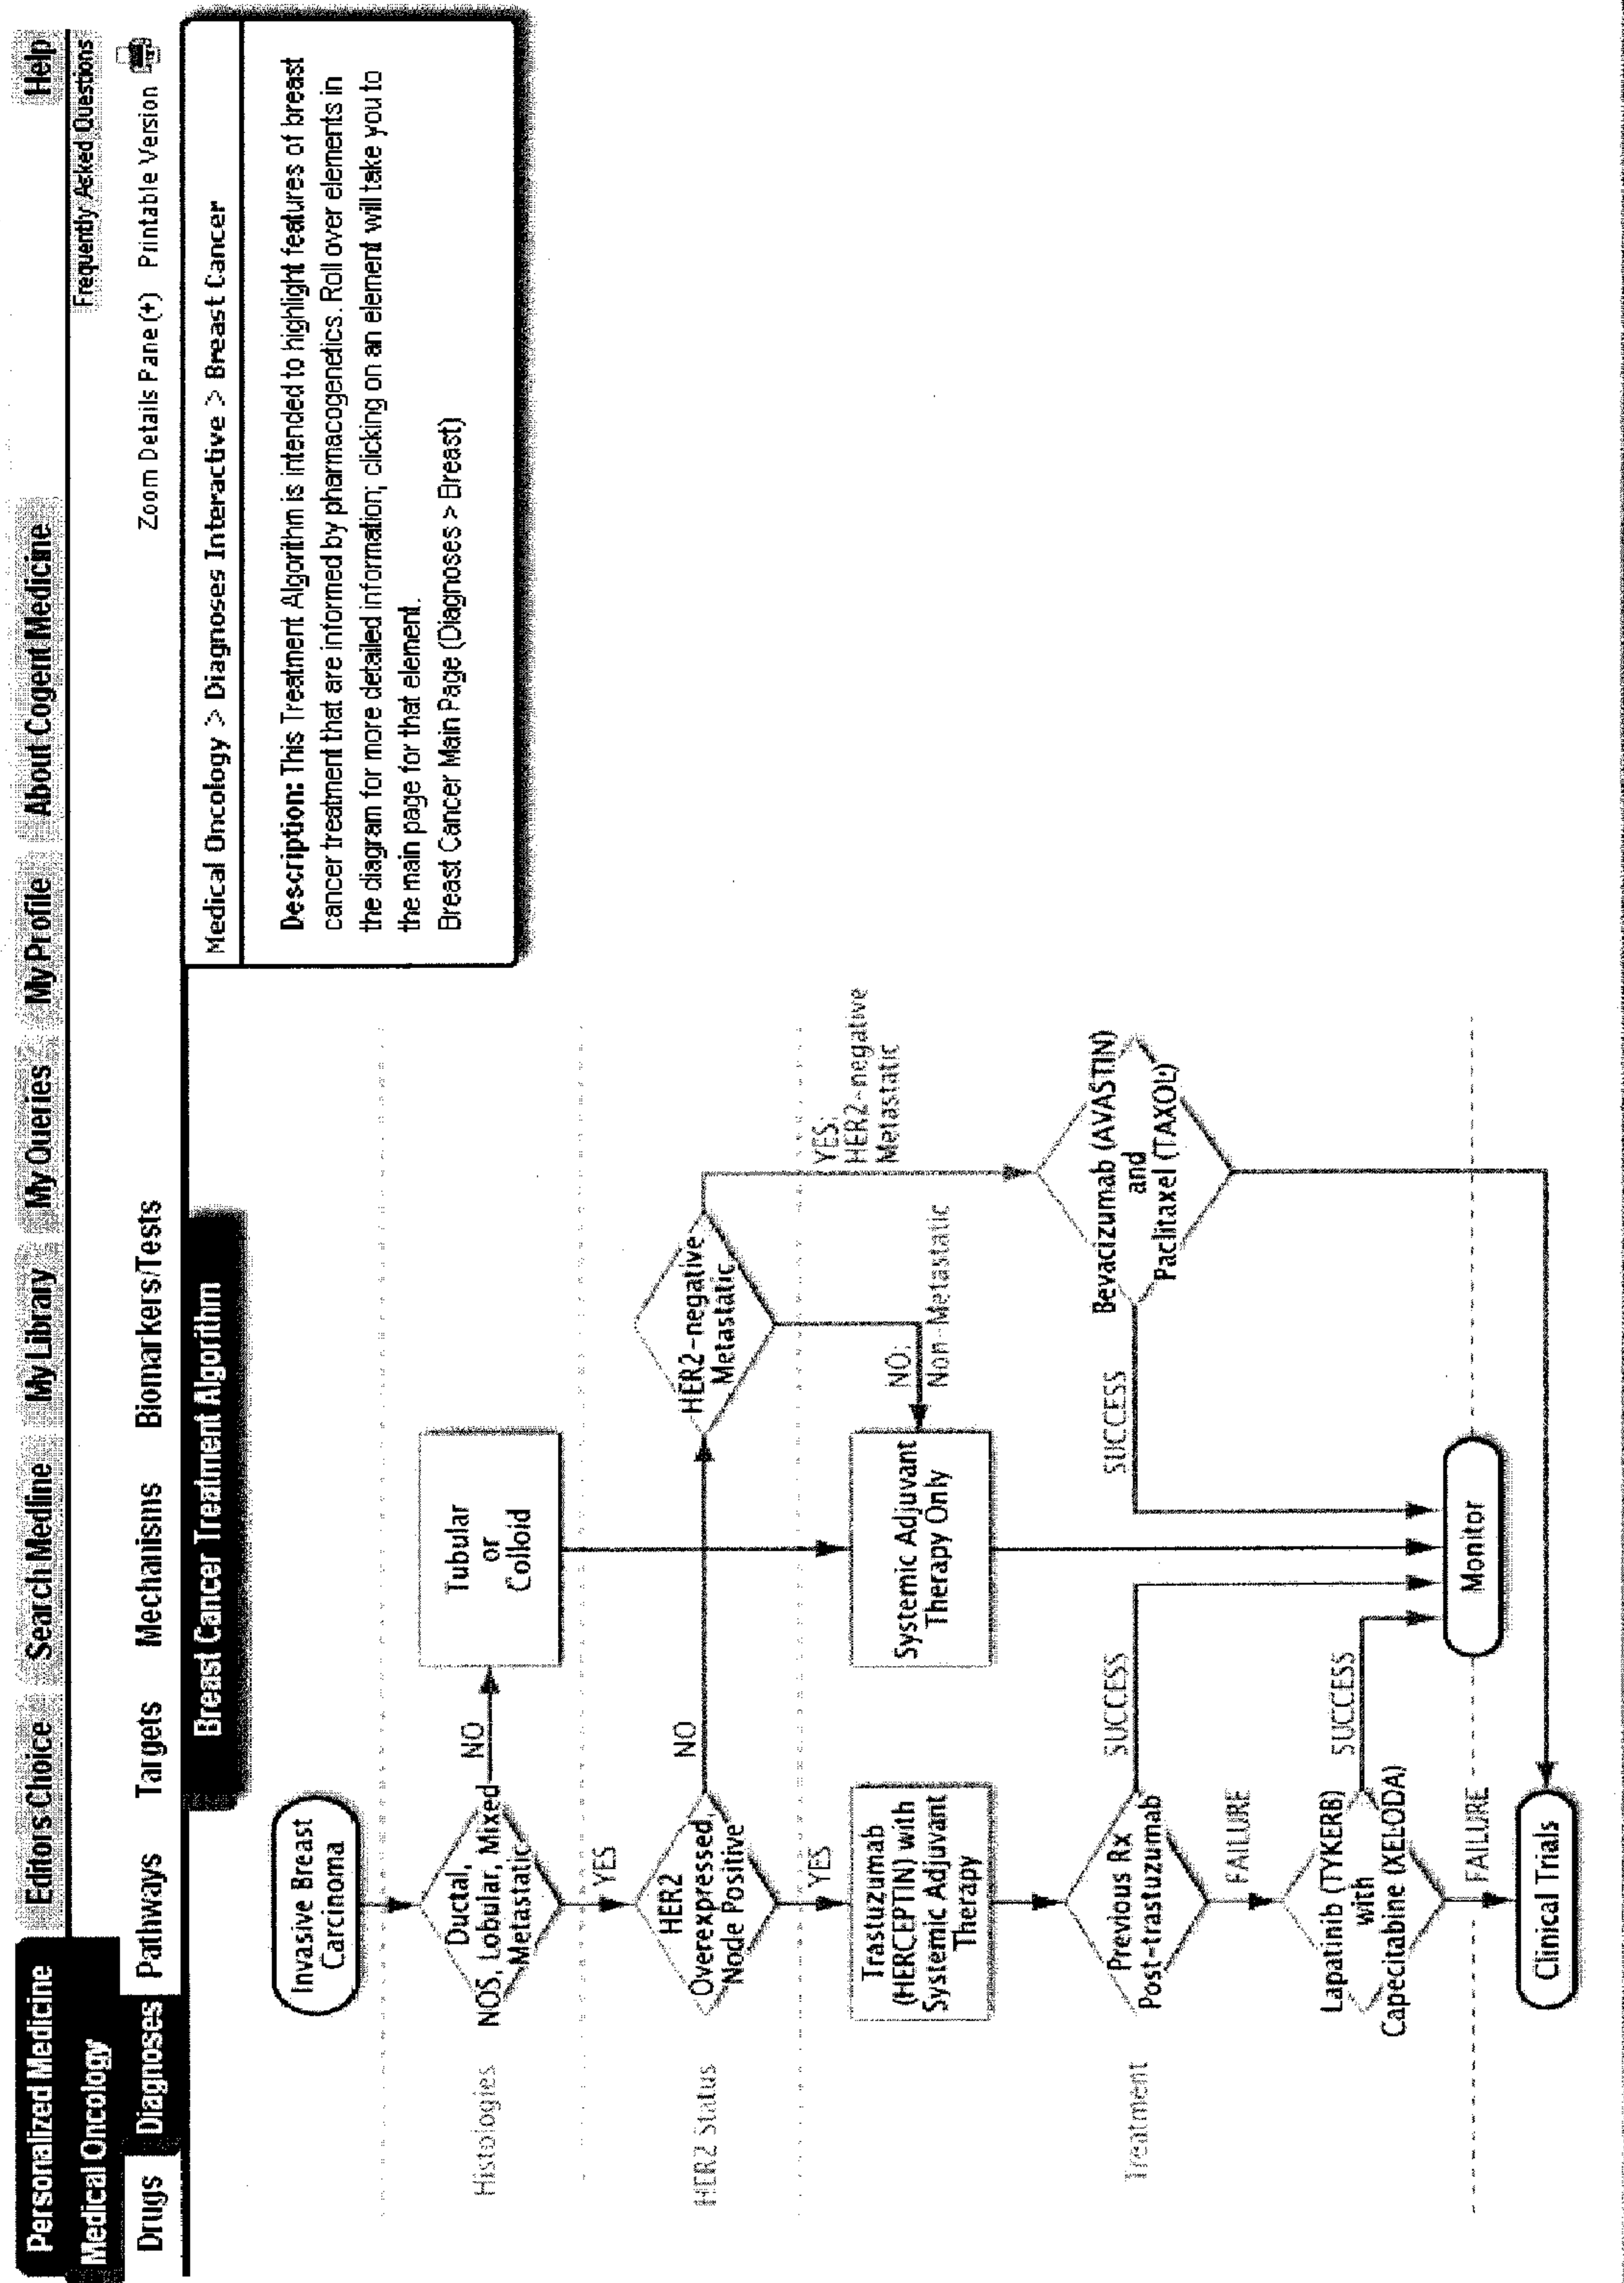 Personalized Medicine
Editors Choice
Search Medline
My Library
My Queries
My Profile
About Cogent Medicine
Help
Medical Oncology
Frequently Asked Questions
Drugs
Diagnoses
Pathways
Targets
Mechanisms
Biomarkers/Tests
Zoom Details Pane (+)
Printable Version
Breast Cancer Treatment Algorithm
Medical Oncology > Diagnoses Interactive > Breast Cancer
Description: This Treatment Algorithm is intended to highlight features of breast
cancer treatment that are informed by pharmacogenetics. Roll over elements in
the diagram for more detailed information; clicking on an element will take you to
the main page for that element.
Breast Cancer Main Page (Diagnoses > Breast)
Invasive Breast
Carcinoma
Histologies
Ductal,
NOS, Lobular, Mixed
Metastatic
NO
Tubular
or
Colloid
YES
HER2 Status
HER2
Overexpressed,
Node Positive
NO
HER2-negative
Metastatic
YES
YES:
HER2-negative
Metastatic
Trastuzumab
(HERCEPTIN) with
Systemic Adjuvant
Therapy
Systemic Adjuvant
Therapy Only
NO:
Non-Metastatic
Treatment
Previous Rx
Post-trastuzumab
SUCCESS
SUCCESS
Bevacizumab (AVASTIN)
and
Paclitaxel (TAXOL)
FAILURE
Lapatinib (TYKERB)
with
Capecitabine (XELODA)
SUCCESS
FAILURE
Monitor
Clinical Trials